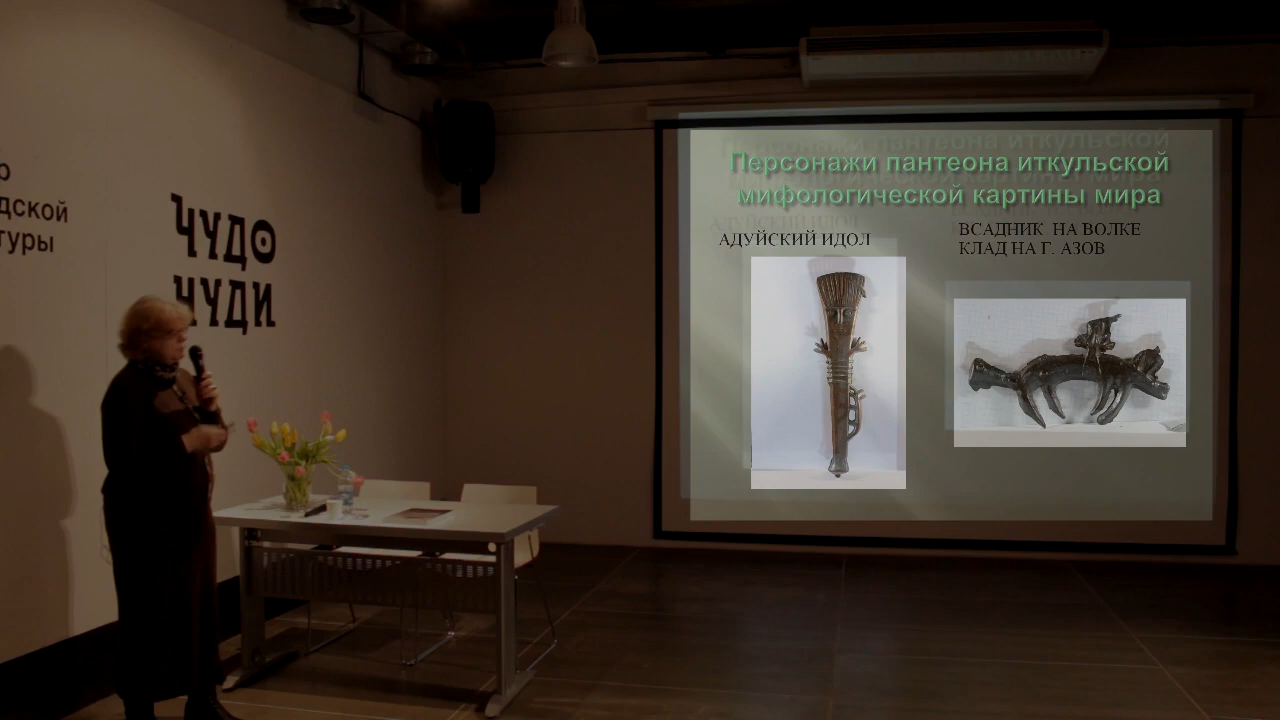 дской
туры
ЧУДО
ЧУДИ
Персонажи пантеона иткульской
мифологической картины мира
АДУЙСКИЙ ИДОЛ
ВСАДНИК НА ВОЛКЕ
КЛАД НА Г. АЗОВ